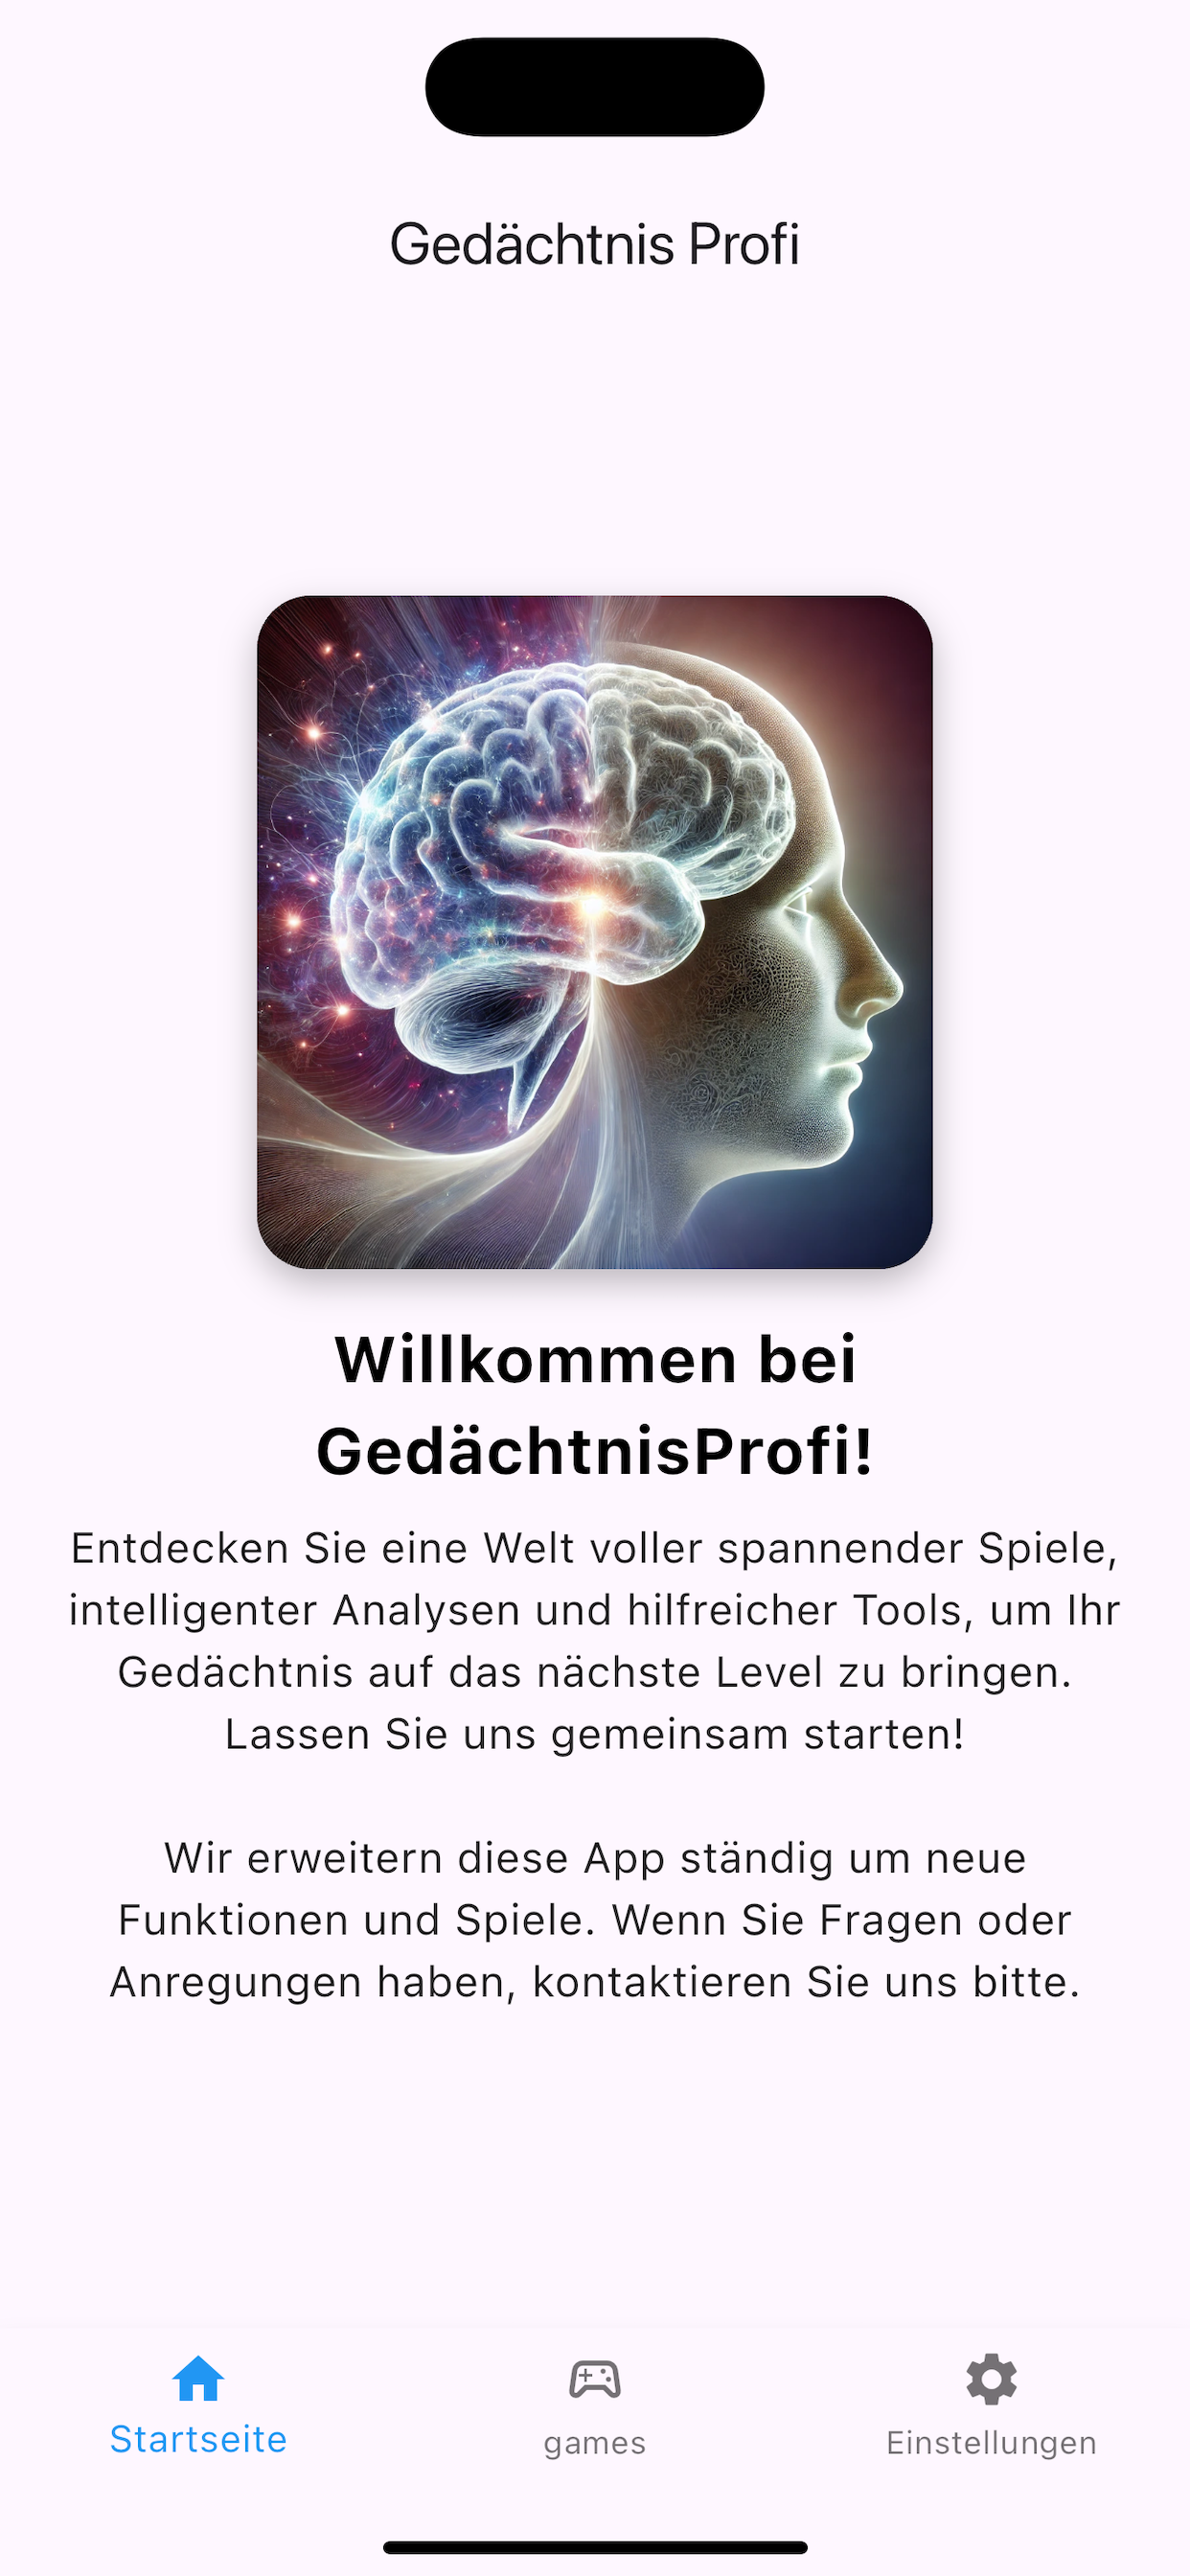 Gedächtnis Profi
Willkommen bei
GedächtnisProfi!
Entdecken Sie eine Welt voller spannender Spiele,
intelligenter Analysen und hilfreicher Tools, um Ihr
Gedächtnis auf das nächste Level zu bringen.
Lassen Sie uns gemeinsam starten!
Wir erweitern diese App ständig um neue
Funktionen und Spiele. Wenn Sie Fragen oder
Anregungen haben, kontaktieren Sie uns bitte.
Startseite games Einstellungen